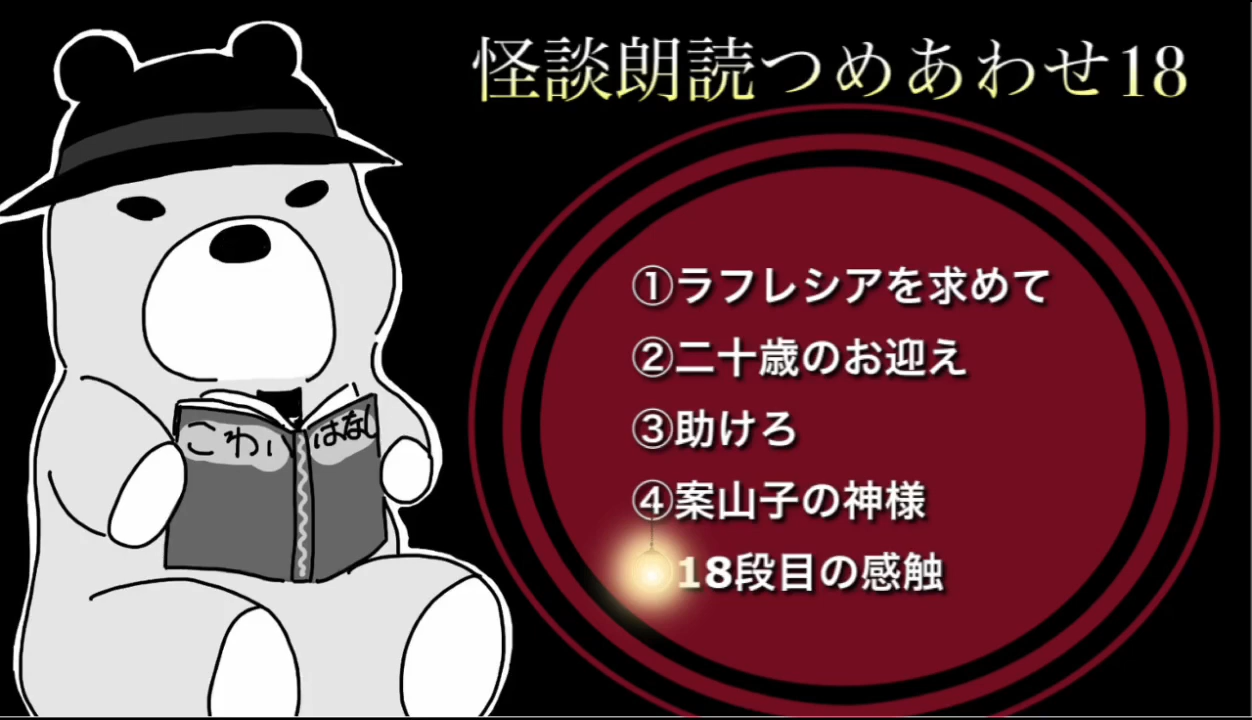 怪談朗読つめあわせ18
①ラフレシアを求めて
②二十歳のお迎え
③助けろ
④案山子の神様
18段目の感触
こわい はなし